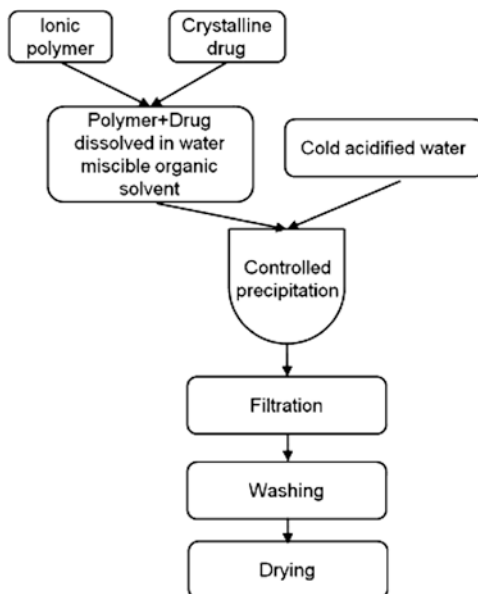 Ionic
polymer
Crystalline
drug
Polymer+Drug
dissolved in water
miscible organic
solvent
Cold acidified water
Controlled
precipitation
Filtration
Washing
Drying